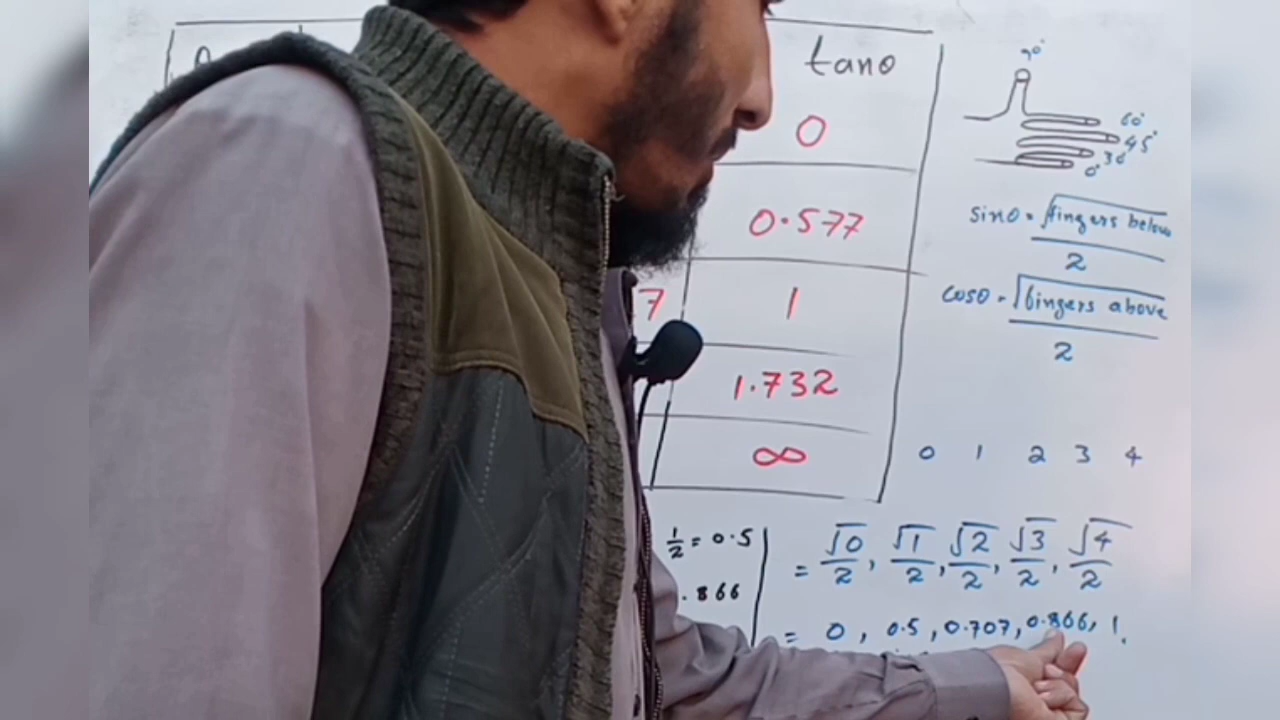 θ
tanθ
0
0.577
7 1
1.732
∞
90°
60°
45°
30°
0°
sinθ = √fingers below / 2
cosθ = √fingers above / 2
0 1 2 3 4
1/2 = 0.5
.866
= √0/2, √1/2, √2/2, √3/2, √4/2
= 0, 0.5, 0.707, 0.866, 1.